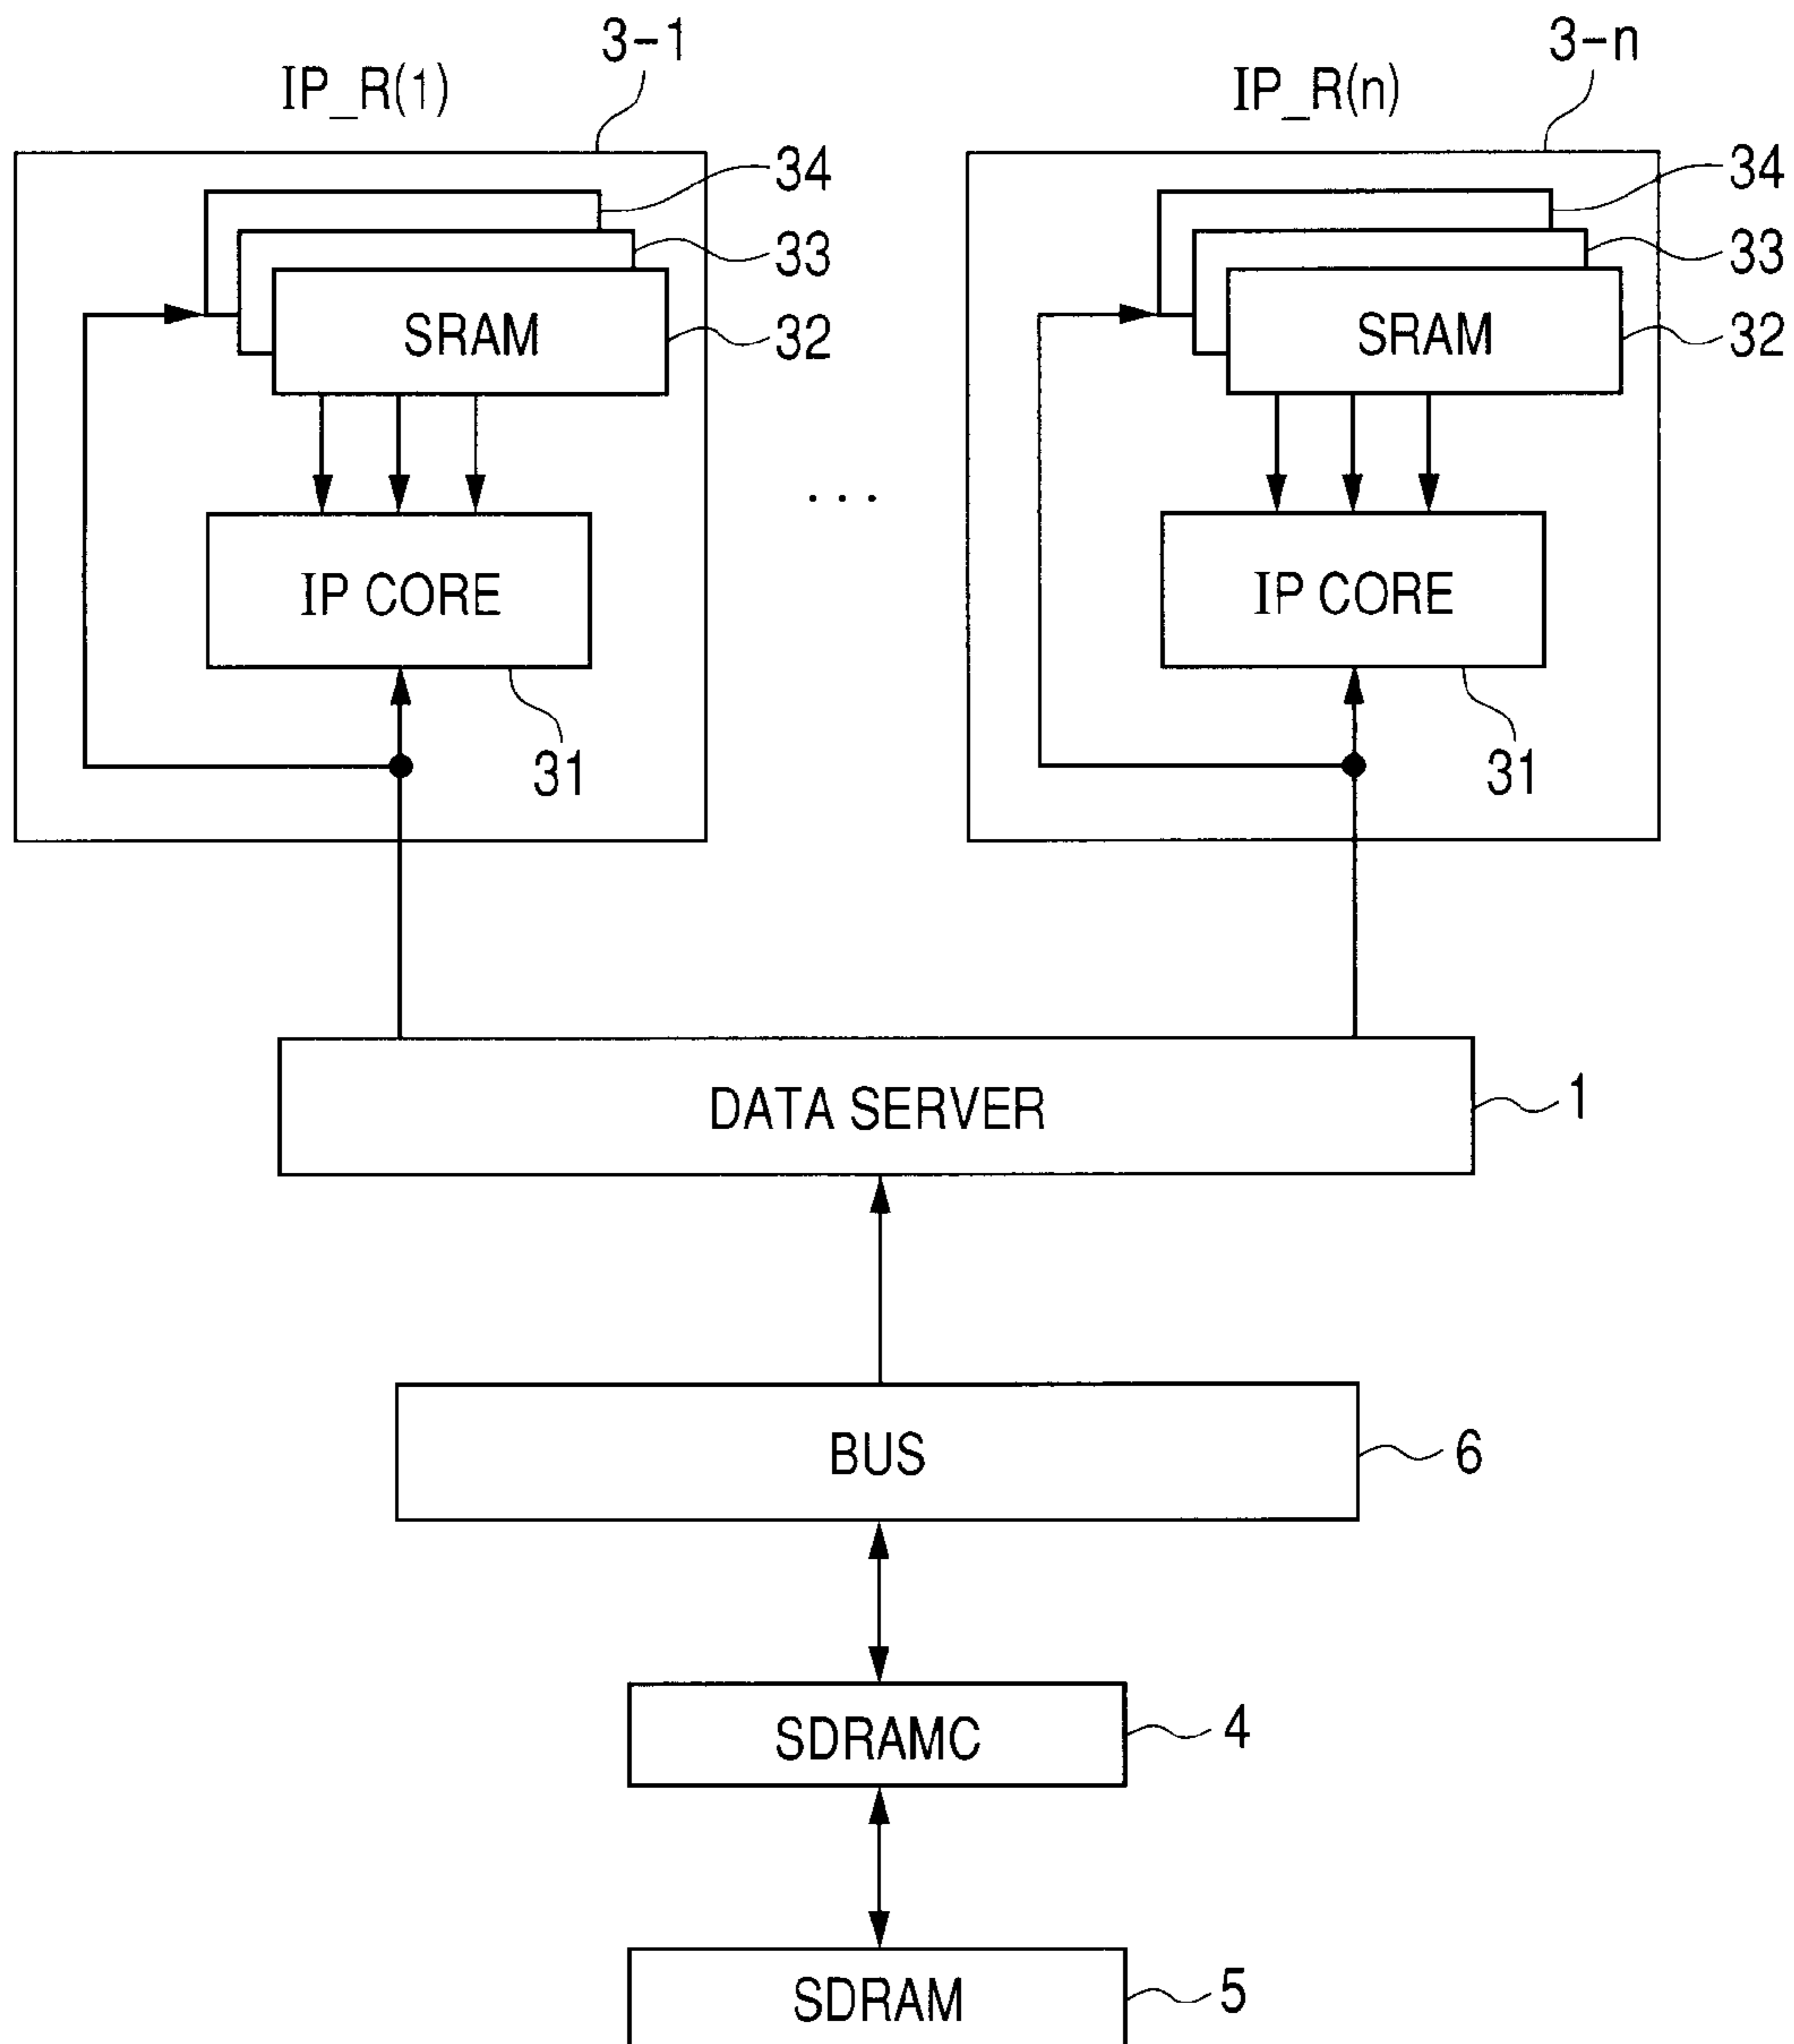 3-1
3-n
IP_R(1)
IP_R(n)
34
34
33
33
SRAM
32
SRAM
32
...
IP CORE
IP CORE
31
31
DATA SERVER
1
BUS
6
SDRAMC
4
SDRAM
5